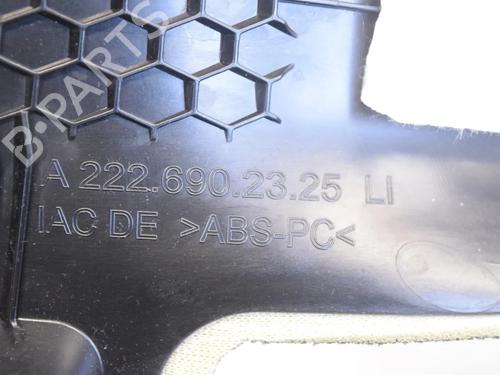 B-PARTS
A 222.690.23.25 LI
IAC DE >ABS-PC<